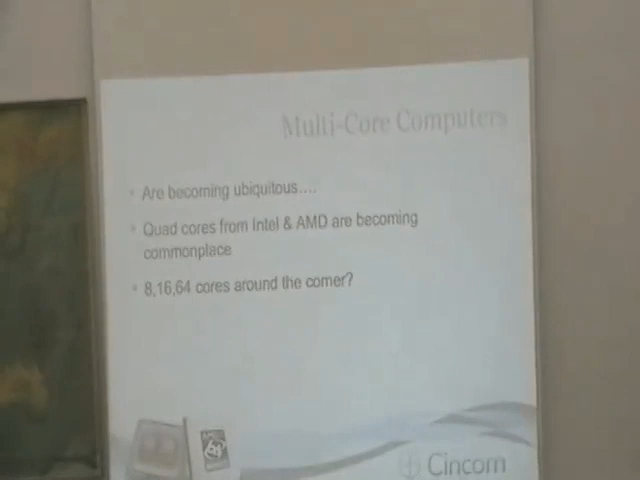 Multi-Core Computers
• Are becoming ubiquitous....
• Quad cores from Intel & AMD are becoming
commonplace
• 8,16,64 cores around the corner?
Cincom